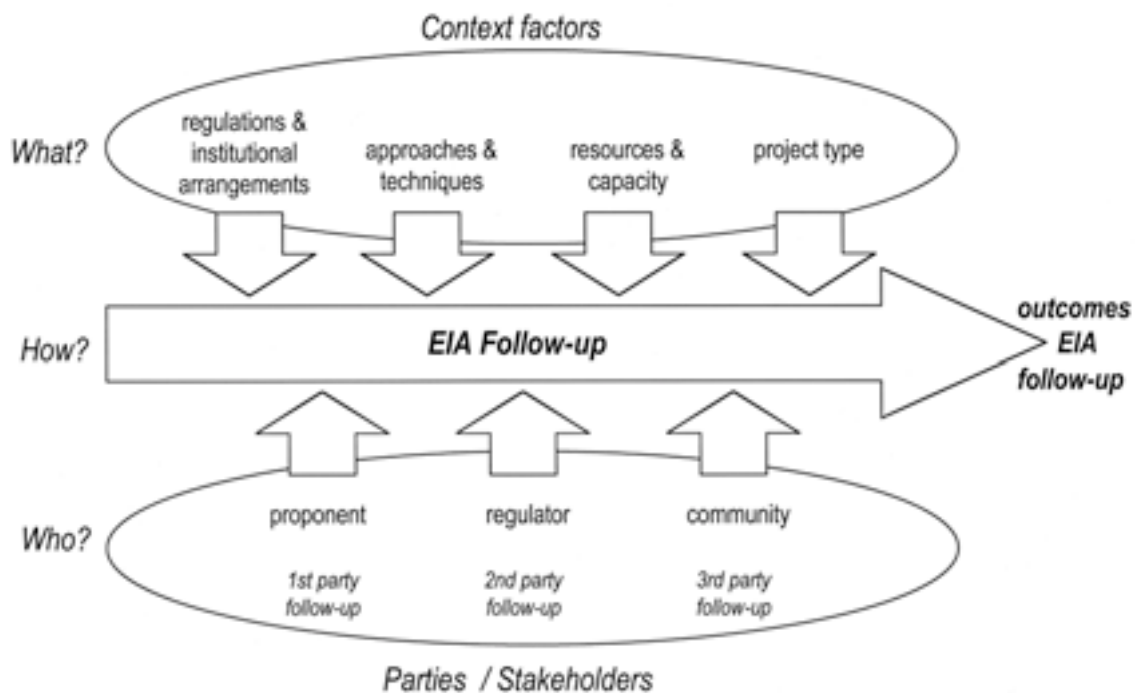 Context factors
What?
regulations &
institutional
arrangements
approaches &
techniques
resources &
capacity
project type
How?
EIA Follow-up
outcomes
EIA
follow-up
Who?
proponent
regulator
community
1st party
follow-up
2nd party
follow-up
3rd party
follow-up
Parties / Stakeholders